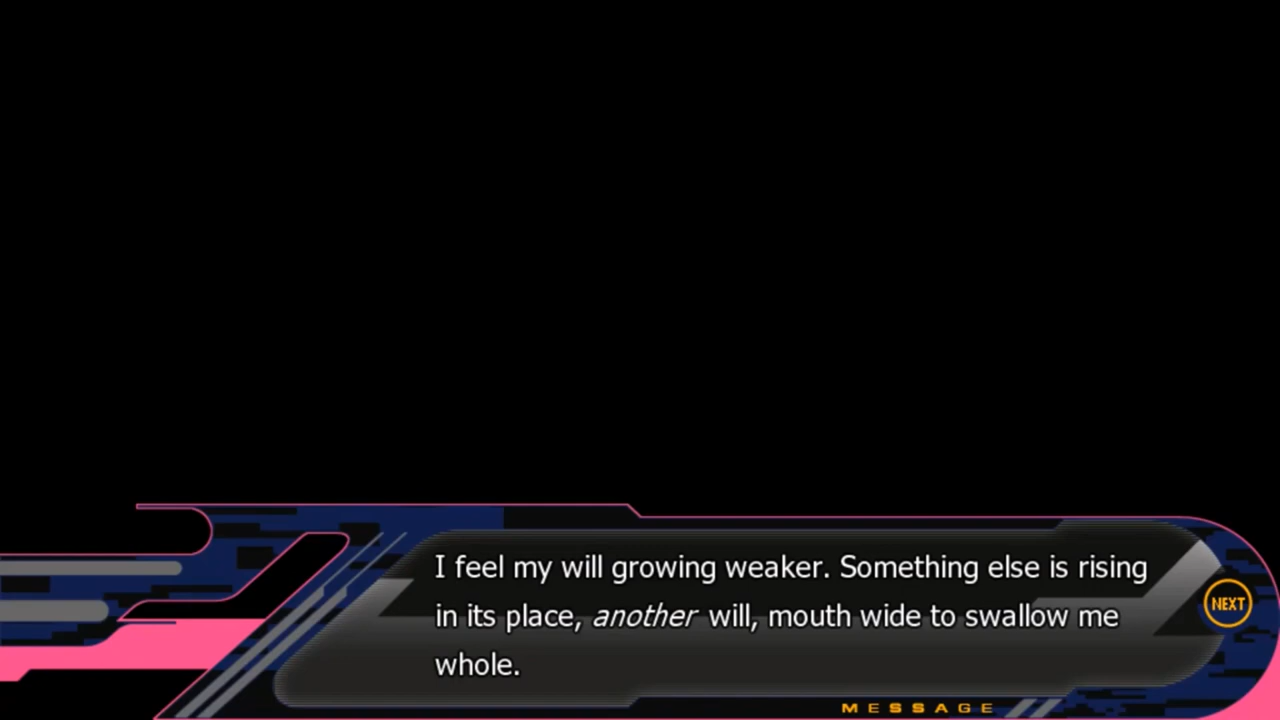 I feel my will growing weaker. Something else is rising
in its place, another will, mouth wide to swallow me
whole.
NEXT
MESSAGE